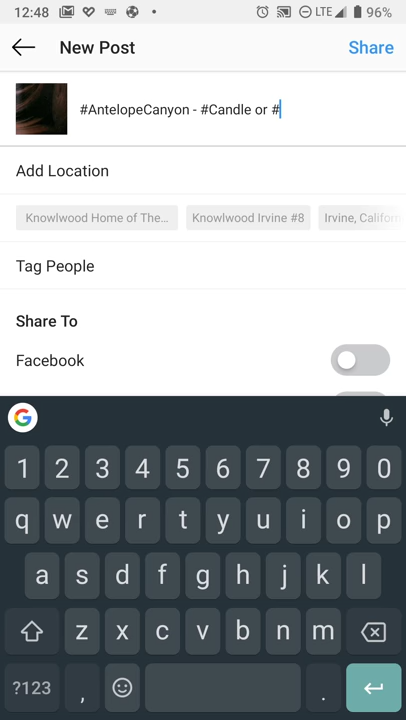 12:48 LTE 96%
New Post Share
#AntelopeCanyon - #Candle or #
Add Location
Knowlwood Home of The... Knowlwood Irvine #8 Irvine, Californ
Tag People
Share To
Facebook
G
1 2 3 4 5 6 7 8 9 0
q w e r t y u i o p
a s d f g h j k l
z x c v b n m
?123 , .